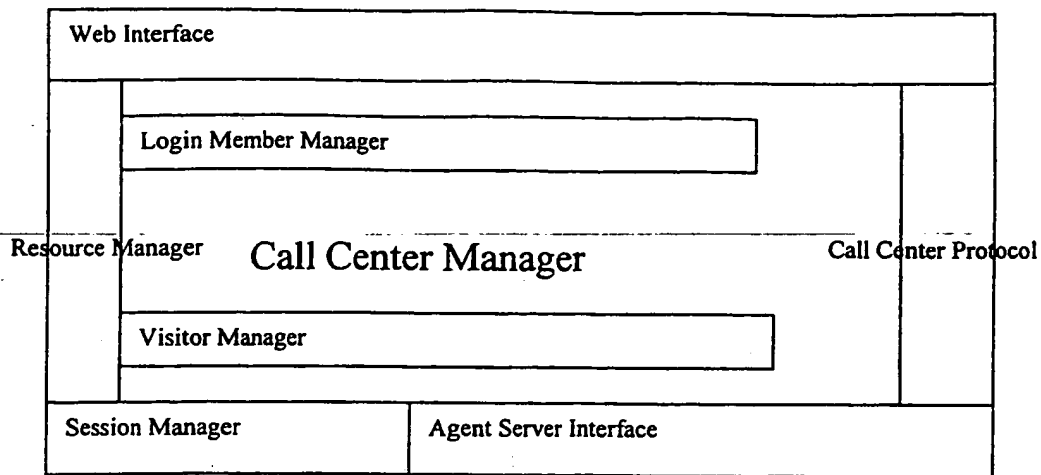 Web Interface
Login Member Manager
Resource Manager
Call Center Manager
Call Center Protocol
Visitor Manager
Session Manager
Agent Server Interface